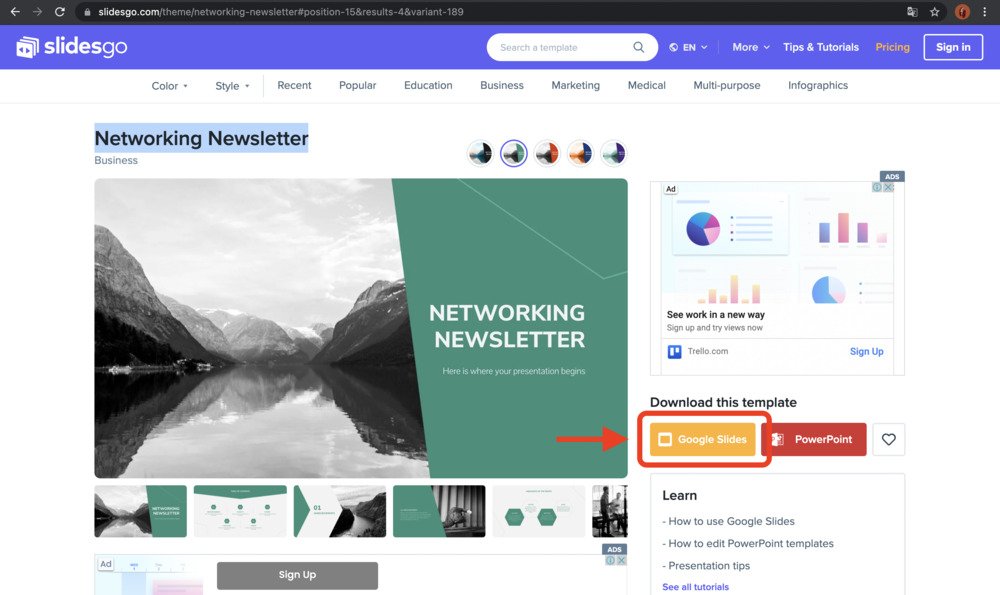 slidesgo.com/theme/networking-newsletter#position-15&results-4&variant-189
slidesgo
Search a template
EN
More
Tips & Tutorials
Pricing
Sign in
Color
Style
Recent
Popular
Education
Business
Marketing
Medical
Multi-purpose
Infographics
Networking Newsletter
Business
NETWORKING
NEWSLETTER
Here is where your presentation begins
ADS
Ad
See work in a new way
Sign up and try views now
Trello.com
Sign Up
Download this template
Google Slides
PowerPoint
NETWORKING
NEWSLETTER
01
Learn
- How to use Google Slides
- How to edit PowerPoint templates
- Presentation tips
See all tutorials
ADS
Ad
Sign Up